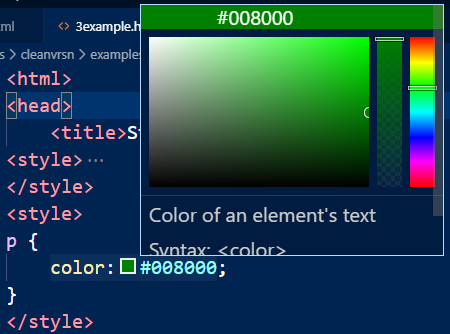 ml
<> 3example.h
#008000
s > cleanvrsn > examples
<html>
<head>
<title>St
<style>...
</style>
<style>
p {
color: #008000;
}
</style>
Color of an element's text
Syntax: <color>